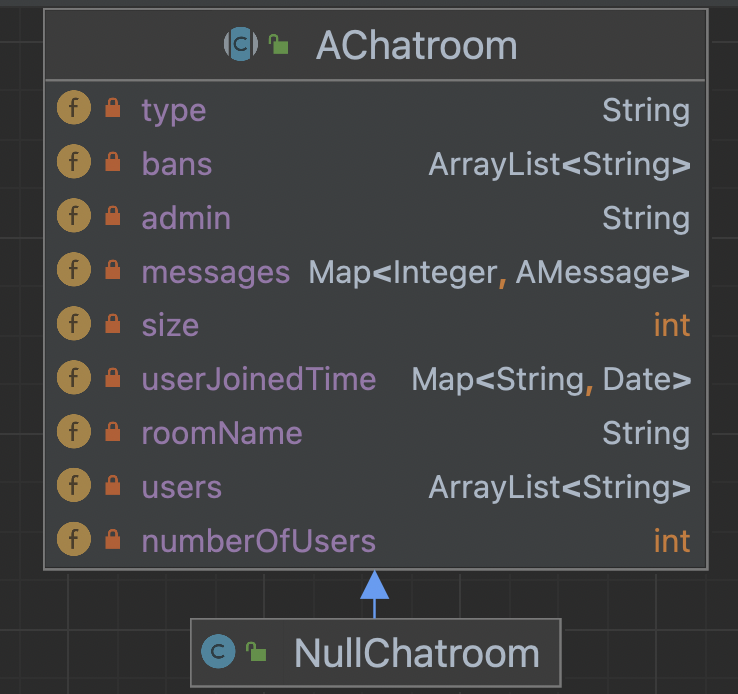 C AChatroom
f type String
f bans ArrayList<String>
f admin String
f messages Map<Integer, AMessage>
f size int
f userJoinedTime Map<String, Date>
f roomName String
f users ArrayList<String>
f numberOfUsers int
C NullChatroom